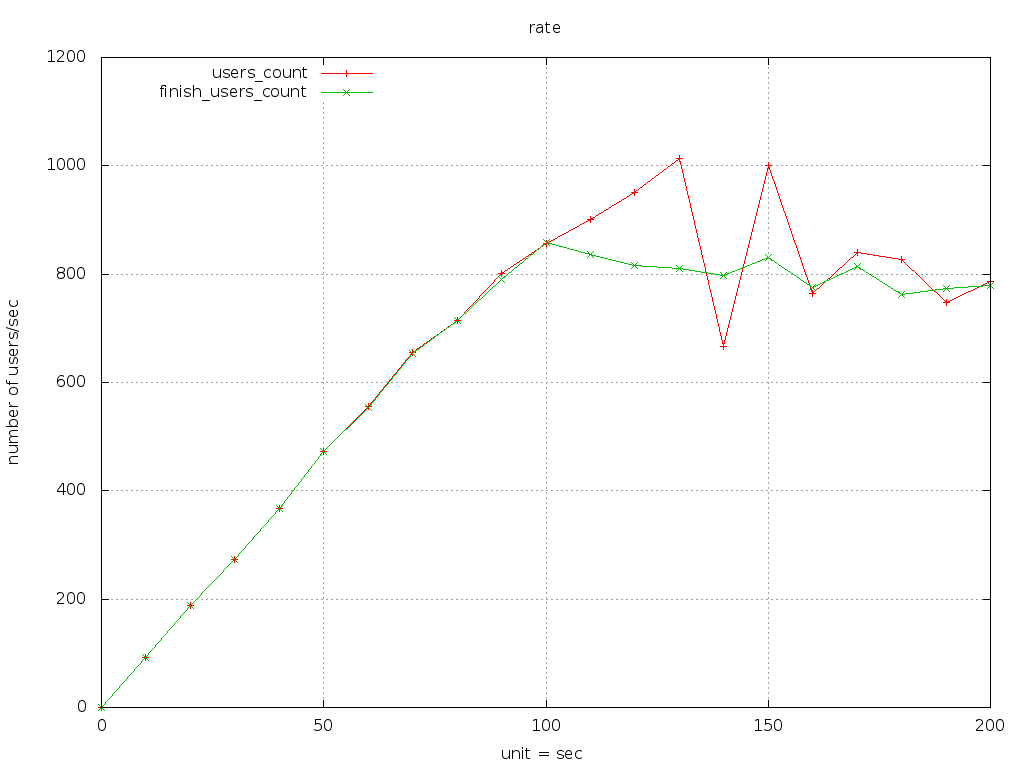 rate
users_count
finish_users_count
1200
1000
800
600
400
200
0
number of users/sec
0 50 100 150 200
unit = sec